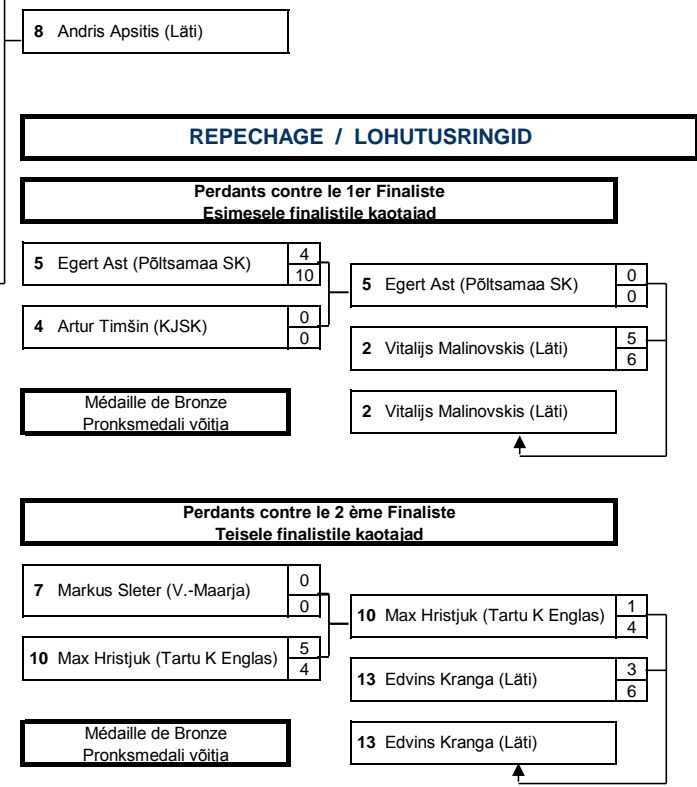 8 Andris Apsitis (Läti)
REPECHAGE / LOHUTUSRINGID
Perdants contre le 1er Finaliste
Esimesele finalistile kaotajad
5 Egert Ast (Põltsamaa SK) 4
10
4 Artur Timšin (KJSK) 0
0
5 Egert Ast (Põltsamaa SK) 0
0
2 Vitalijs Malinovskis (Läti) 5
6
Médaille de Bronze
Pronksmedali võitja
2 Vitalijs Malinovskis (Läti)
Perdants contre le 2 ème Finaliste
Teisele finalistile kaotajad
7 Markus Sleter (V.-Maarja) 0
0
10 Max Hristjuk (Tartu K Englas) 5
4
10 Max Hristjuk (Tartu K Englas) 1
4
13 Edvins Kranga (Läti) 3
6
Médaille de Bronze
Pronksmedali võitja
13 Edvins Kranga (Läti)